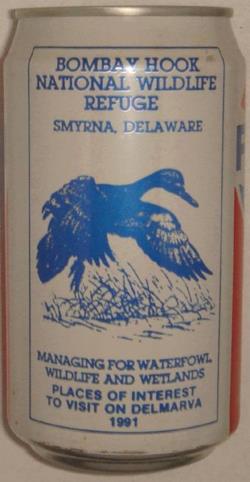 BOMBAY HOOK
NATIONAL WILDLIFE
REFUGE
SMYRNA, DELAWARE
MANAGING FOR WATERFOWL
WILDLIFE AND WETLANDS
PLACES OF INTEREST
TO VISIT ON DELMARVA
1991